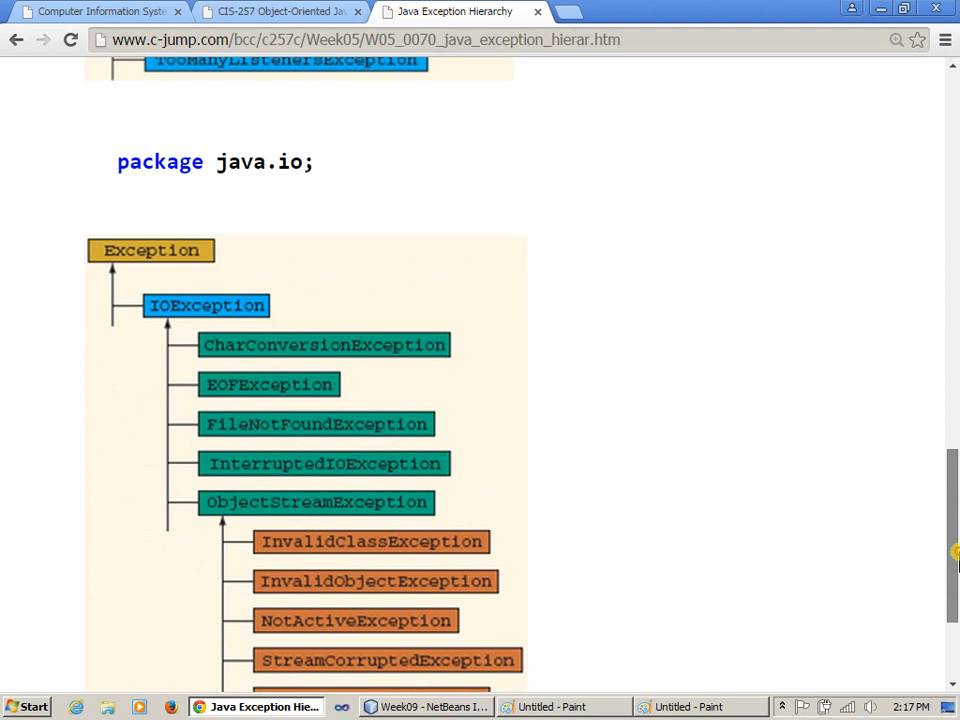 Computer Information Syste
CIS-257 Object-Oriented Jav
Java Exception Hierarchy
www.c-jump.com/bcc/c257c/Week05/W05_0070_java_exception_hierar.htm
TooManyListenersException
package java.io;
Exception
IOException
CharConversionException
EOFException
FileNotFoundException
InterruptedIOException
ObjectStreamException
InvalidClassException
InvalidObjectException
NotActiveException
StreamCorruptedException
Start
Java Exception Hie...
Week09 - NetBeans I...
Untitled - Paint
Untitled - Paint
2:17 PM